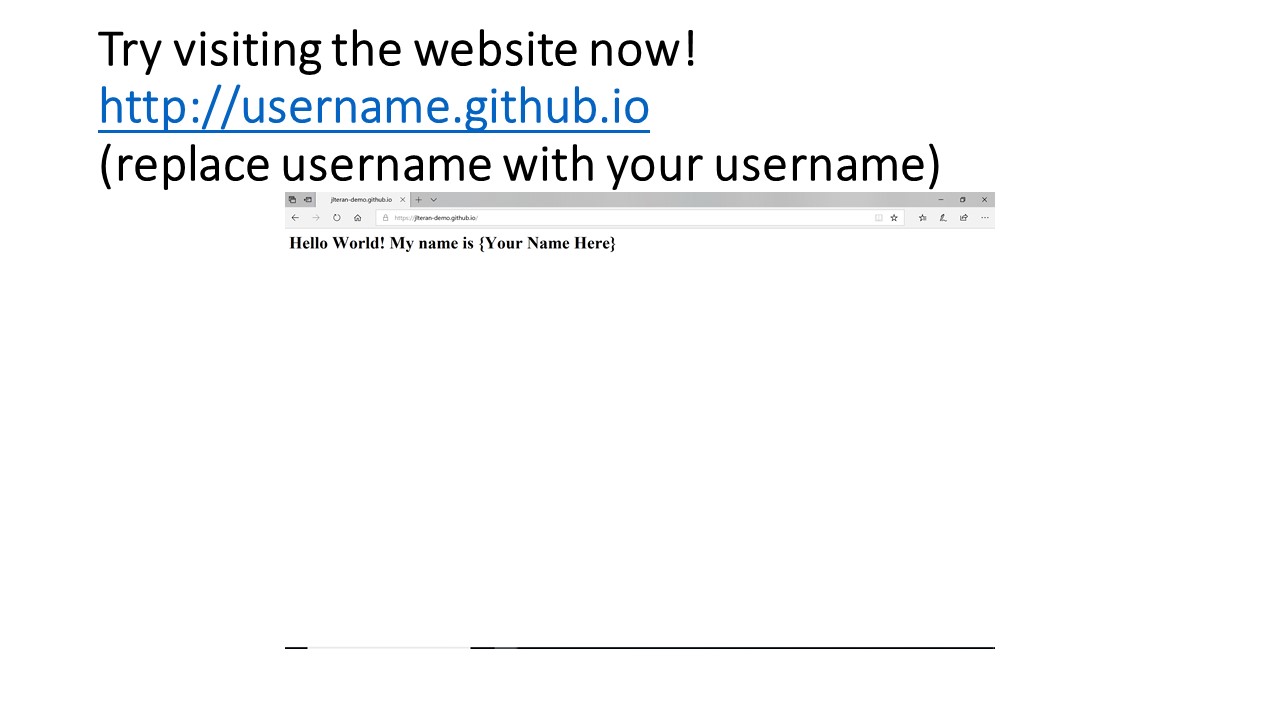 Try visiting the website now!
http://username.github.io
(replace username with your username)
jlteran-demo.github.io
https://jlteran-demo.github.io/
Hello World! My name is {Your Name Here}